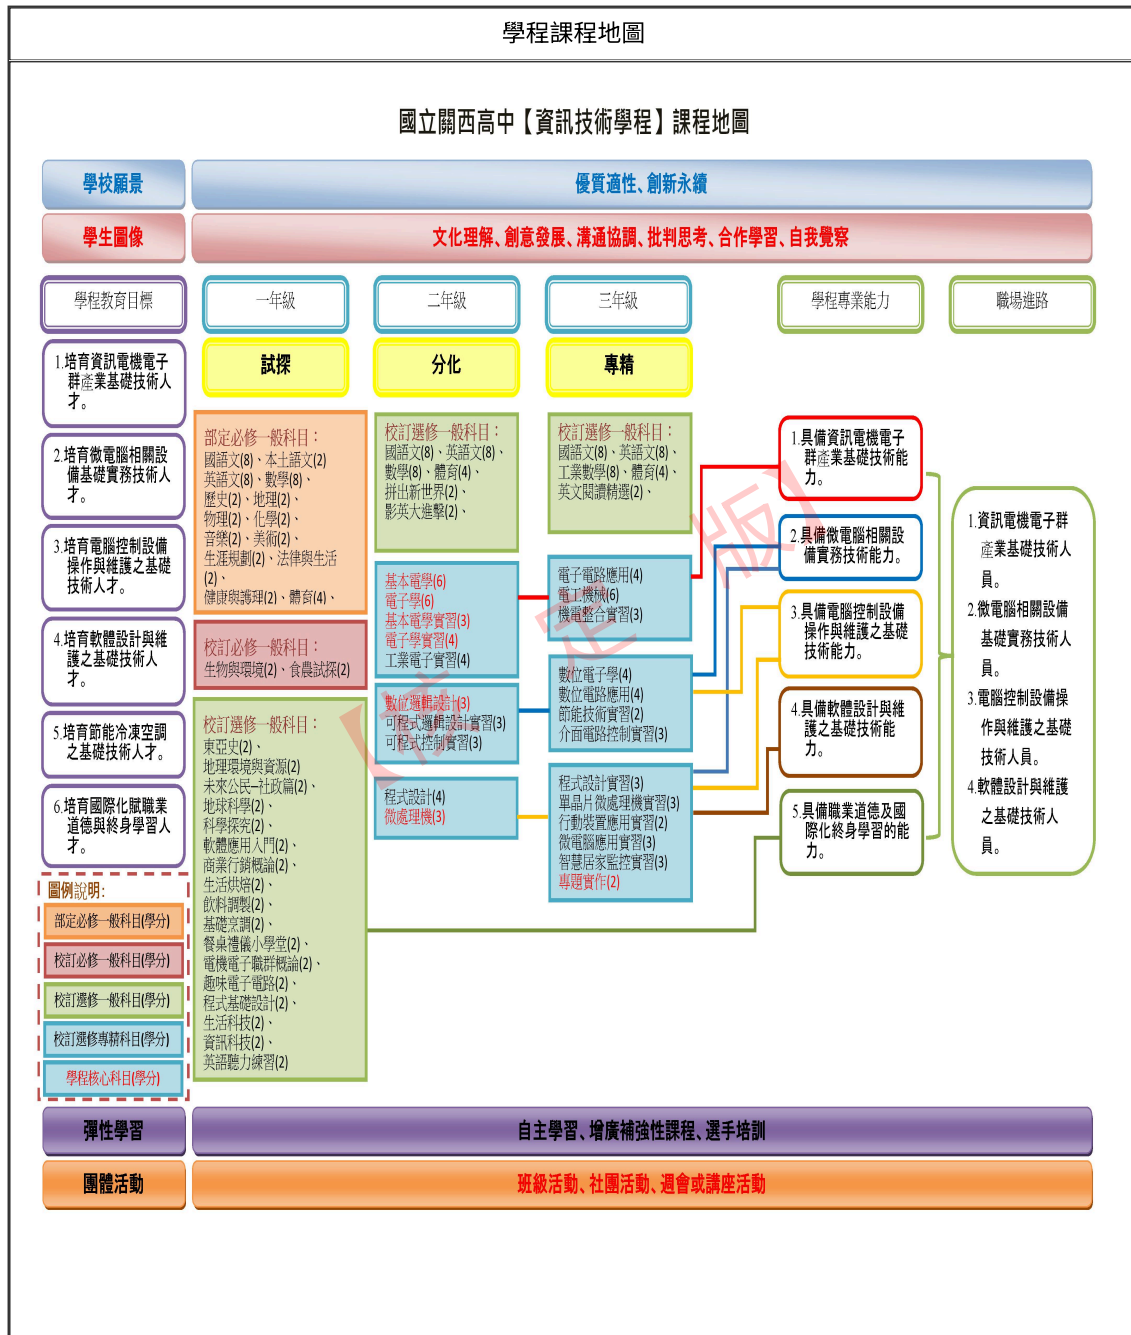 學程課程地圖
國立關西高中【資訊技術學程】課程地圖
學校願景
優質適性、創新永續
學生圖像
文化理解、創意發展、溝通協調、批判思考、合作學習、自我覺察
學程教育目標
一年級
二年級
三年級
學程專業能力
職場進路
試探
分化
專精
1.培育資訊電機電子
群產業基礎技術人
才。
2.培育微電腦相關設
備基礎實務技術人
才。
3.培育電腦控制設備
操作與維護之基礎
技術人才。
4.培育軟體設計與維
護之基礎技術人
才。
5.培育節能冷凍空調
之基礎技術人才。
6.培育國際化賦職業
道德與終身學習人
才。
圖例說明:
部定必修一般科目(學分)
校訂必修一般科目(學分)
校訂選修一般科目(學分)
校訂選修專精科目(學分)
學程核心科目(學分)
部定必修一般科目：
國語文(8)、本土語文(2)
英語文(8)、數學(8)、
歷史(2)、地理(2)、
物理(2)、化學(2)、
音樂(2)、美術(2)、
生涯規劃(2)、法律與生活
(2)、
健康與護理(2)、體育(4)、
校訂必修一般科目：
生物與環境(2)、食農試探(2)
校訂選修一般科目：
東亞史(2)、
地理環境與資源(2)
未來公民–社政篇(2)、
地球科學(2)、
科學探究(2)、
軟體應用入門(2)、
商業行銷概論(2)、
生活烘焙(2)、
飲料調製(2)、
基礎烹調(2)、
餐桌禮儀小學堂(2)、
電機電子職群概論(2)、
趣味電子電路(2)、
程式基礎設計(2)、
生活科技(2)、
資訊科技(2)、
英語聽力練習(2)
校訂選修一般科目：
國語文(8)、英語文(8)、
數學(8)、體育(4)、
拼出新世界(2)、
影英大進擊(2)、
基本電學(6)
電子學(6)
基本電學實習(3)
電子學實習(4)
工業電子實習(4)
數位邏輯設計(3)
可程式邏輯設計實習(3)
可程式控制實習(3)
程式設計(4)
微處理機(3)
校訂選修一般科目：
國語文(8)、英語文(8)、
工業數學(8)、體育(4)、
英文閱讀精選(2)、
電子電路應用(4)
電工機械(6)
機電整合實習(3)
數位電子學(4)
數位電路應用(4)
節能技術實習(2)
介面電路控制實習(3)
程式設計實習(3)
單晶片微處理機實習(3)
行動裝置應用實習(2)
微電腦應用實習(3)
智慧居家監控實習(3)
專題實作(2)
1.具備資訊電機電子
群產業基礎技術能
力。
2.具備微電腦相關設
備實務技術能力。
3.具備電腦控制設備
操作與維護之基礎
技術能力。
4.具備軟體設計與維
護之基礎技術能
力。
5.具備職業道德及國
際化終身學習的能
力。
1.資訊電機電子群
產業基礎技術人
員。
2.微電腦相關設備
基礎實務技術人
員。
3.電腦控制設備操
作與維護之基礎
技術人員。
4.軟體設計與維護
之基礎技術人
員。
【核定版】
彈性學習
自主學習、增廣補強性課程、選手培訓
團體活動
班級活動、社團活動、週會或講座活動